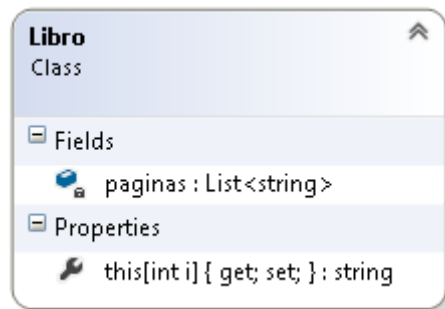 Libro
Class
Fields
paginas : List<string>
Properties
this[int i] { get; set; } : string